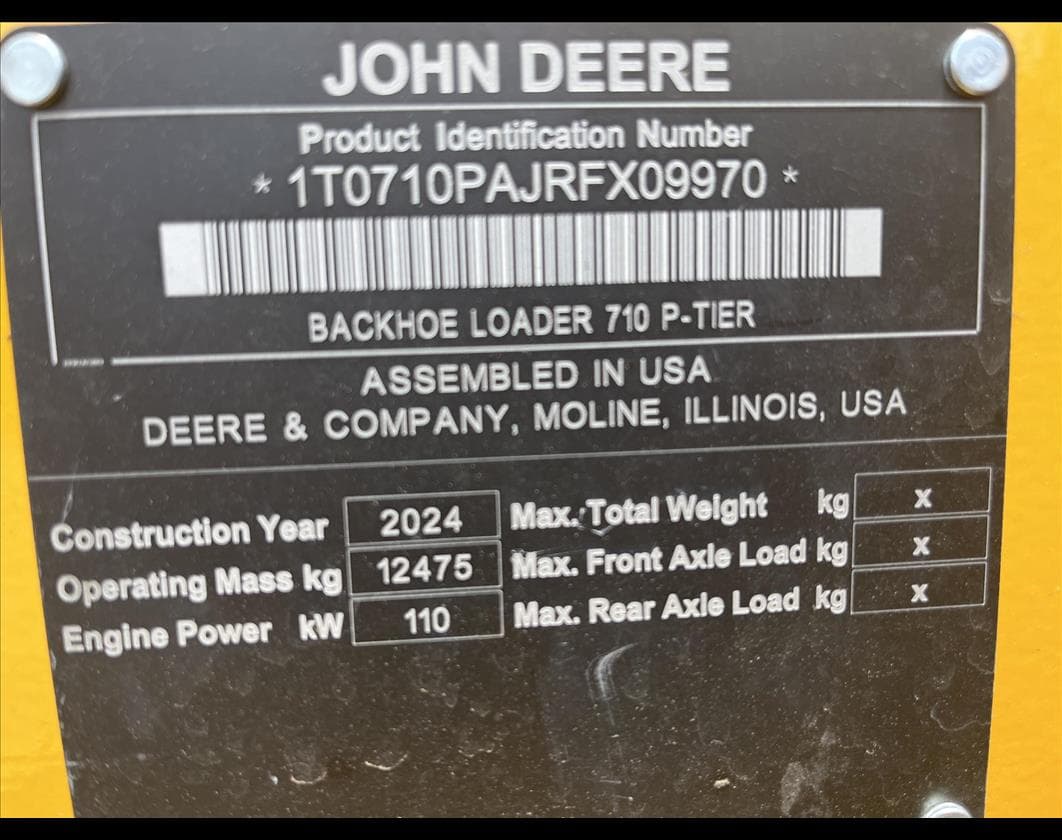 JOHN DEERE
Product Identification Number
* 1T0710PAJRFX09970 *
BACKHOE LOADER 710 P-TIER
ASSEMBLED IN USA
DEERE & COMPANY, MOLINE, ILLINOIS, USA
Construction Year 2024 Max. Total Weight kg X
Operating Mass kg 12475 Max. Front Axle Load kg X
Engine Power kW 110 Max. Rear Axle Load kg X